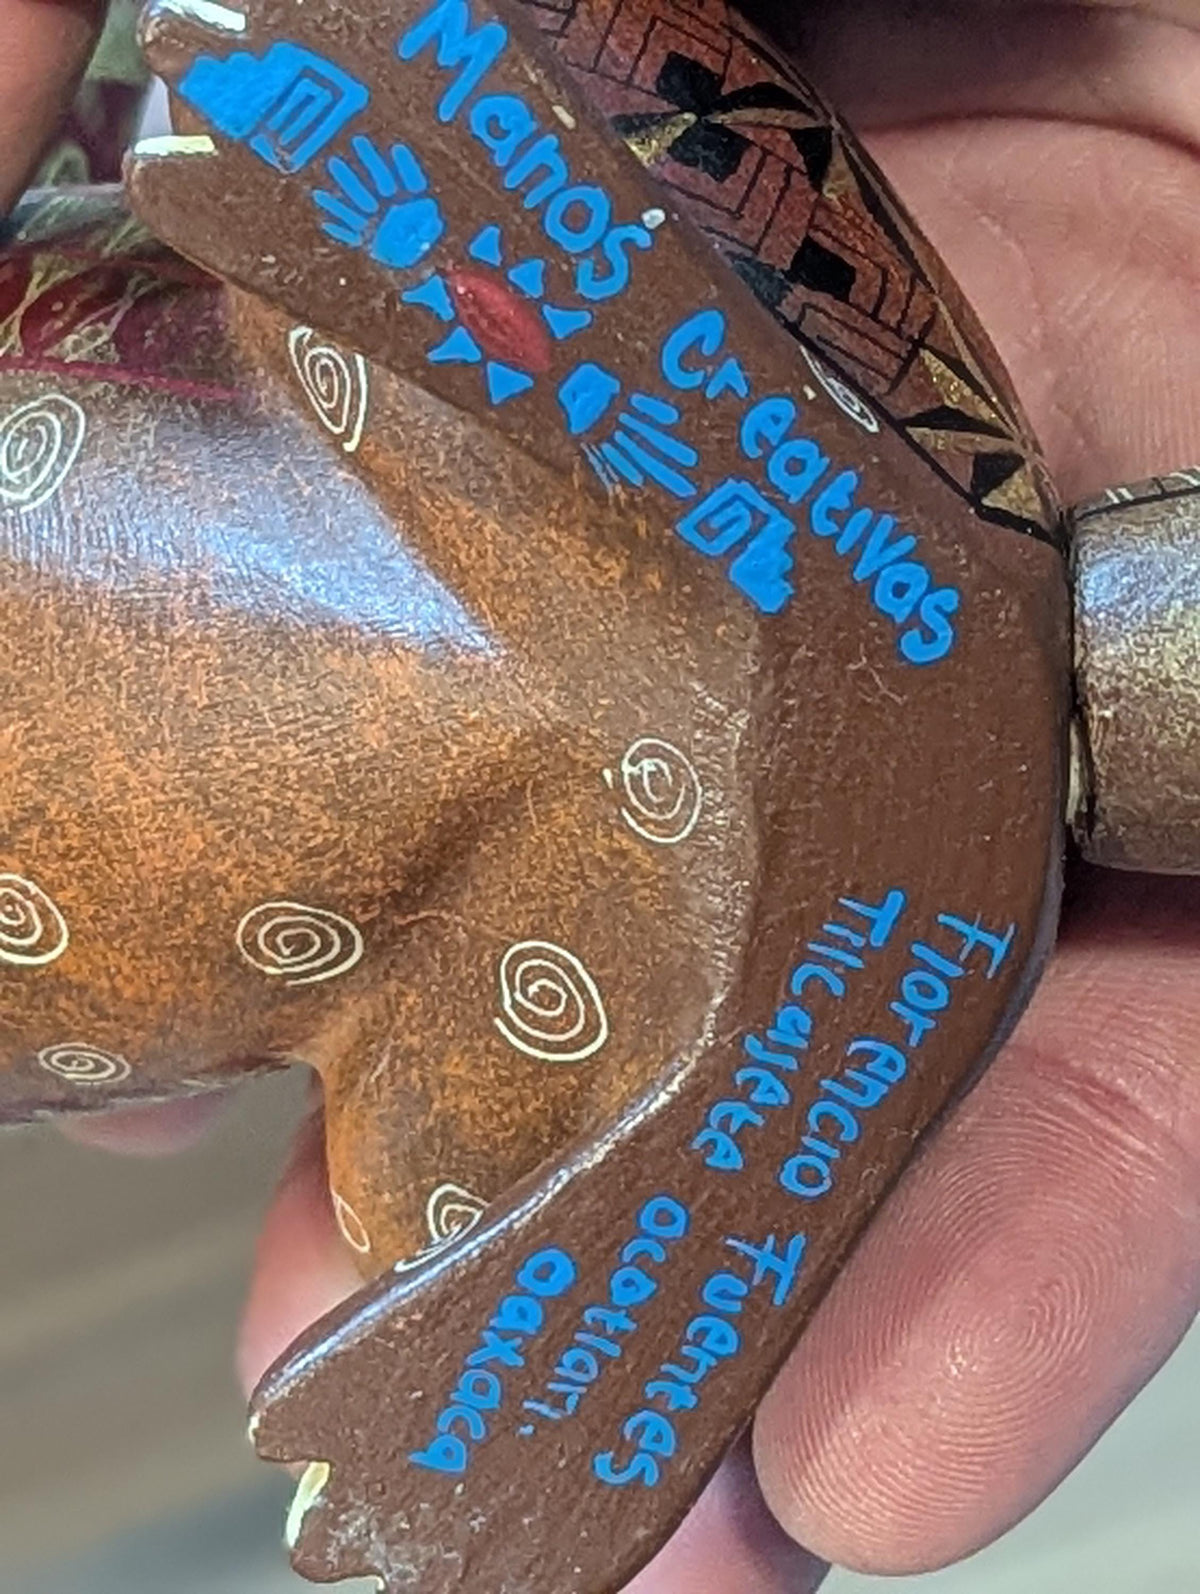 Manos Creativas
Florencio Fuentes
Tilcajete ocotlan,
oaxaca